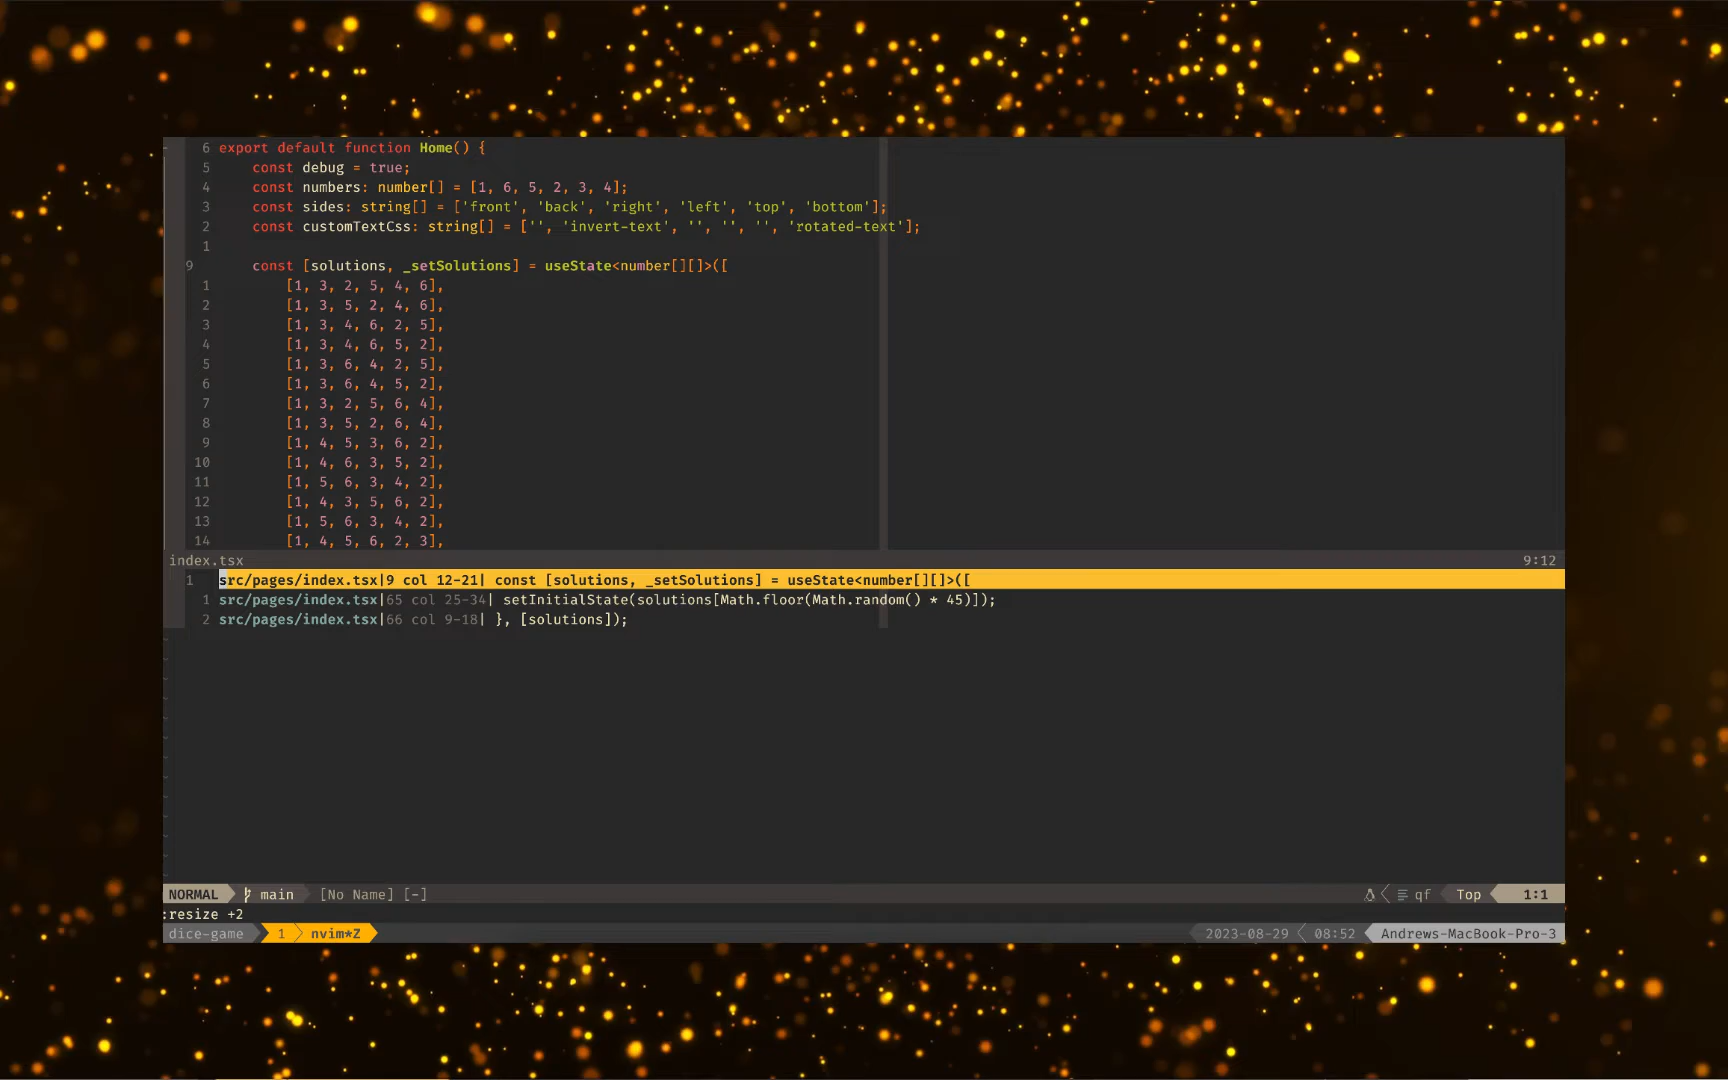 6 export default function Home() {
5 const debug = true;
4 const numbers: number[] = [1, 6, 5, 2, 3, 4];
3 const sides: string[] = ['front', 'back', 'right', 'left', 'top', 'bottom'];
2 const customTextCss: string[] = ['', 'invert-text', '', '', '', 'rotated-text'];
1
9 const [solutions, _setSolutions] = useState<number[][]>([
1 [1, 3, 2, 5, 4, 6],
2 [1, 3, 5, 2, 4, 6],
3 [1, 3, 4, 6, 2, 5],
4 [1, 3, 4, 6, 5, 2],
5 [1, 3, 6, 4, 2, 5],
6 [1, 3, 6, 4, 5, 2],
7 [1, 3, 2, 5, 6, 4],
8 [1, 3, 5, 2, 6, 4],
9 [1, 4, 5, 3, 6, 2],
10 [1, 4, 6, 3, 5, 2],
11 [1, 5, 6, 3, 4, 2],
12 [1, 4, 3, 5, 6, 2],
13 [1, 5, 6, 3, 4, 2],
14 [1, 4, 5, 6, 2, 3],
index.tsx 9:12
1 src/pages/index.tsx|9 col 12-21| const [solutions, _setSolutions] = useState<number[][]>([
1 src/pages/index.tsx|65 col 25-34| setInitialState(solutions[Math.floor(Math.random() * 45)]);
2 src/pages/index.tsx|66 col 9-18| }, [solutions]);
NORMAL main [No Name] [-] qf Top 1:1
:resize +2
dice-game 1 nvim*Z 2023-08-29 08:52 Andrews-MacBook-Pro-3